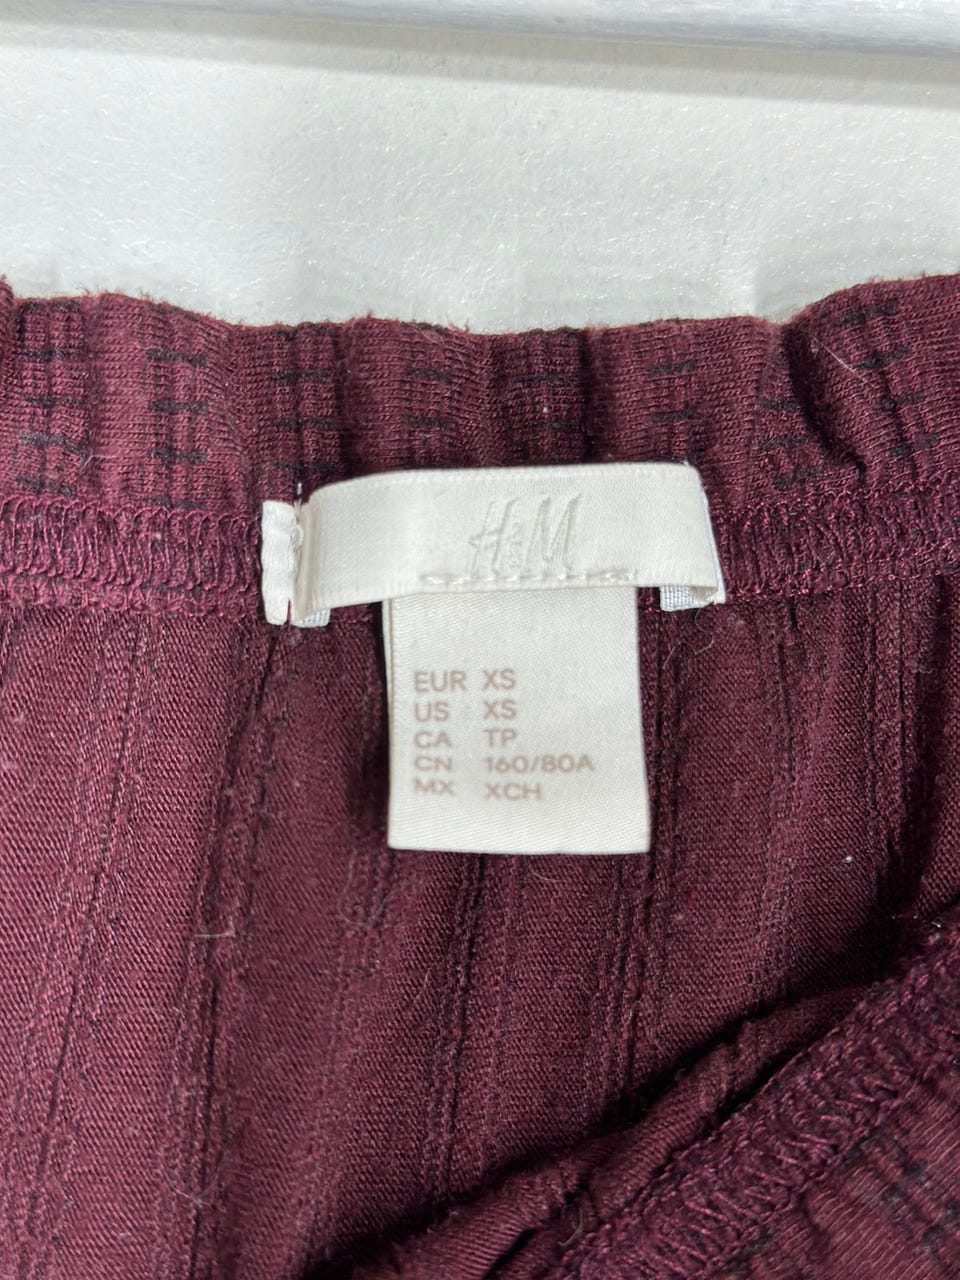 H&M
EUR XS
US XS
CA TP
CN 160/80A
MX XCH